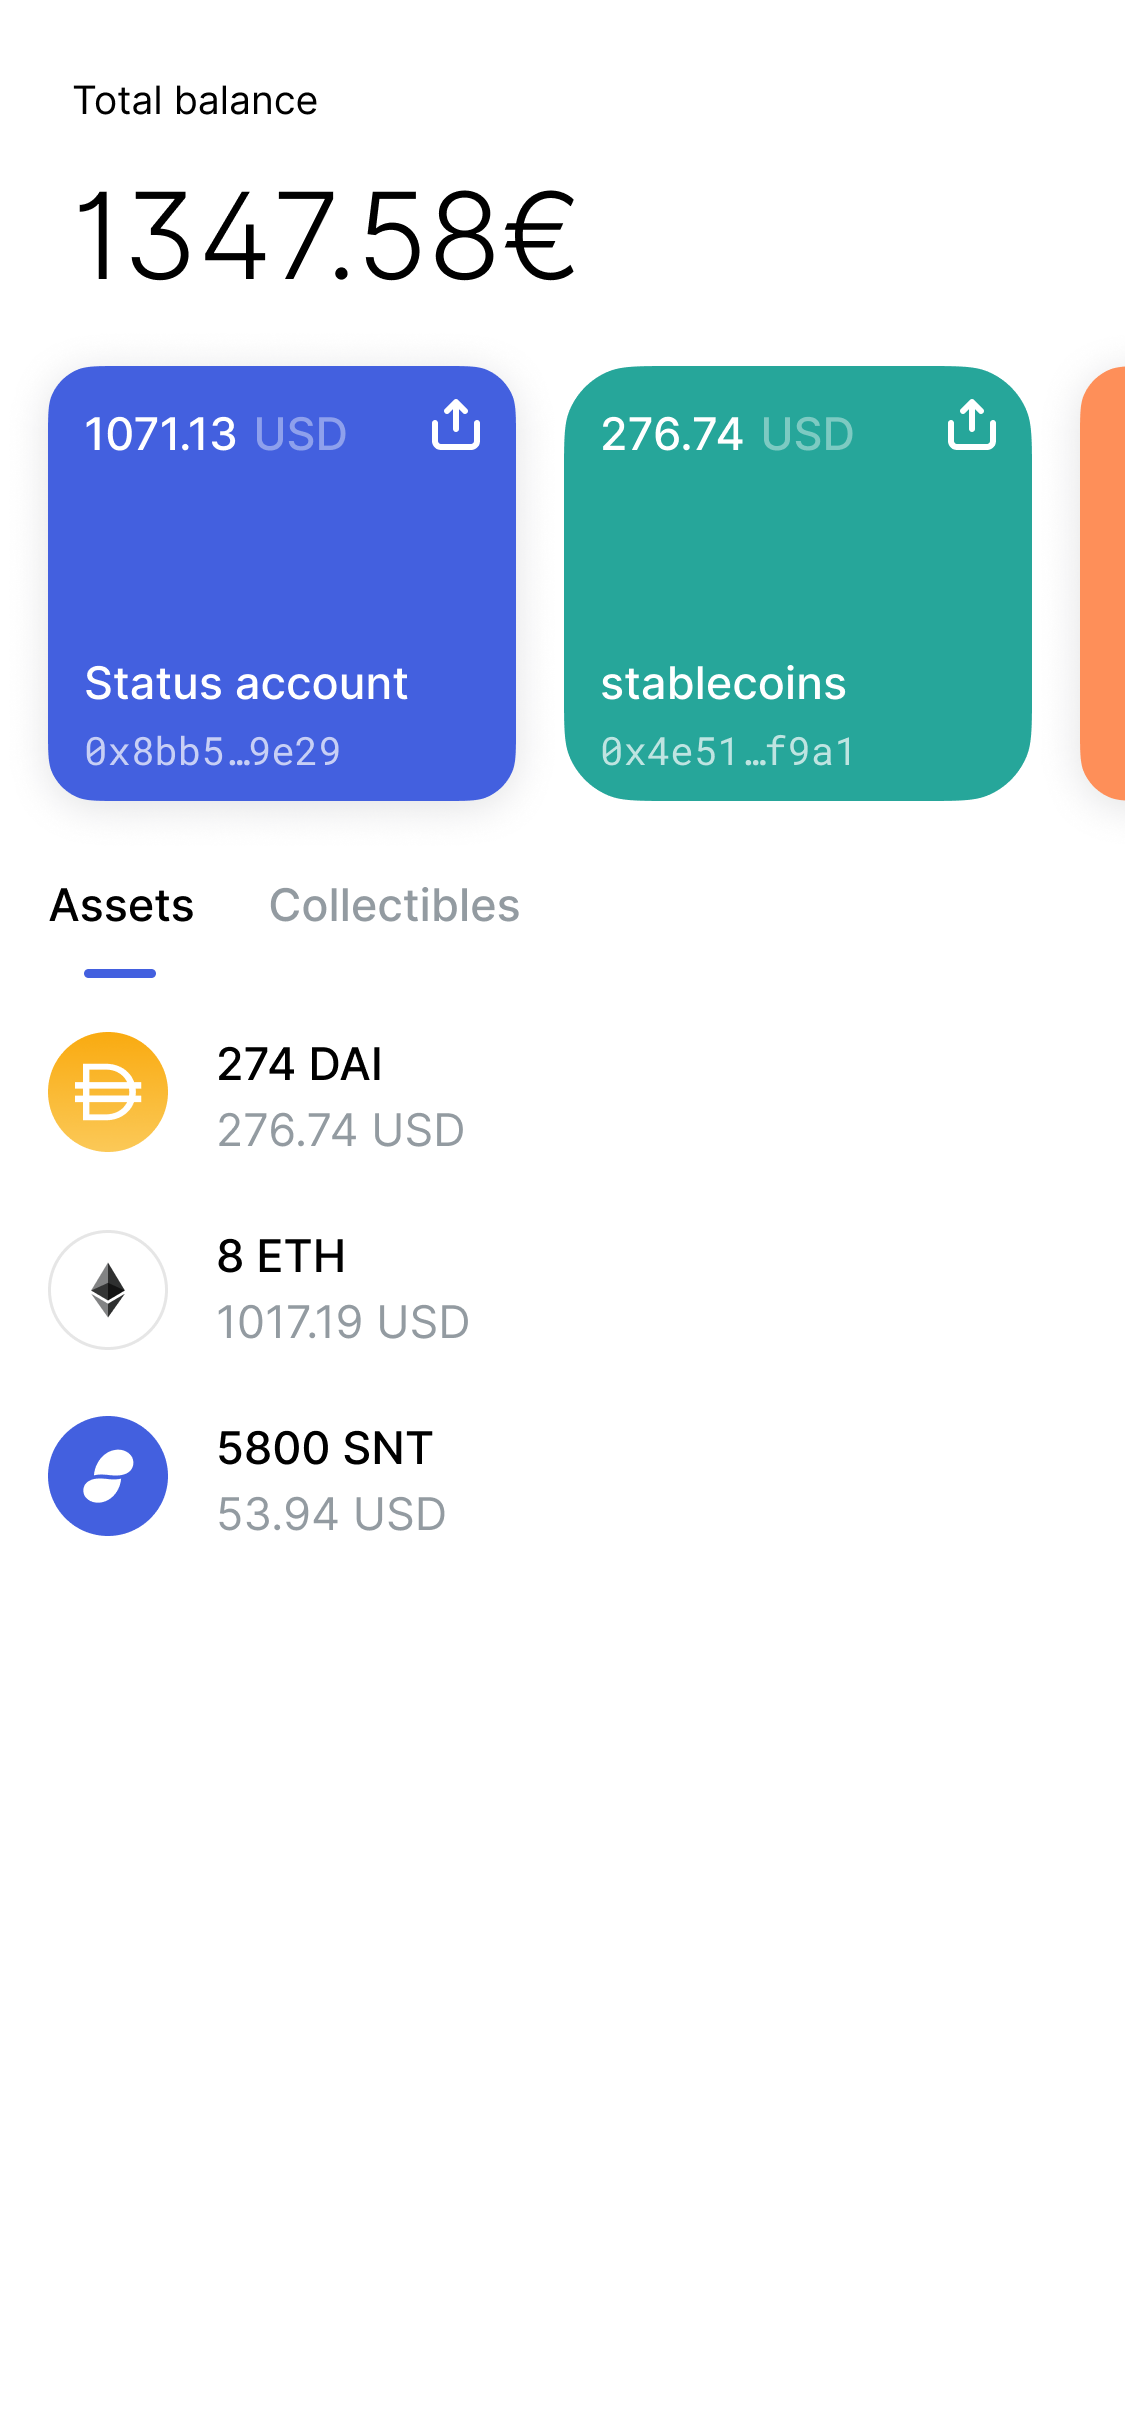 Total balance
1347.58€
1071.13 USD
276.74 USD
Status account
stablecoins
0x8bb5…9e29
0x4e51…f9a1
Assets
Collectibles
274 DAI
276.74 USD
8 ETH
1017.19 USD
5800 SNT
53.94 USD